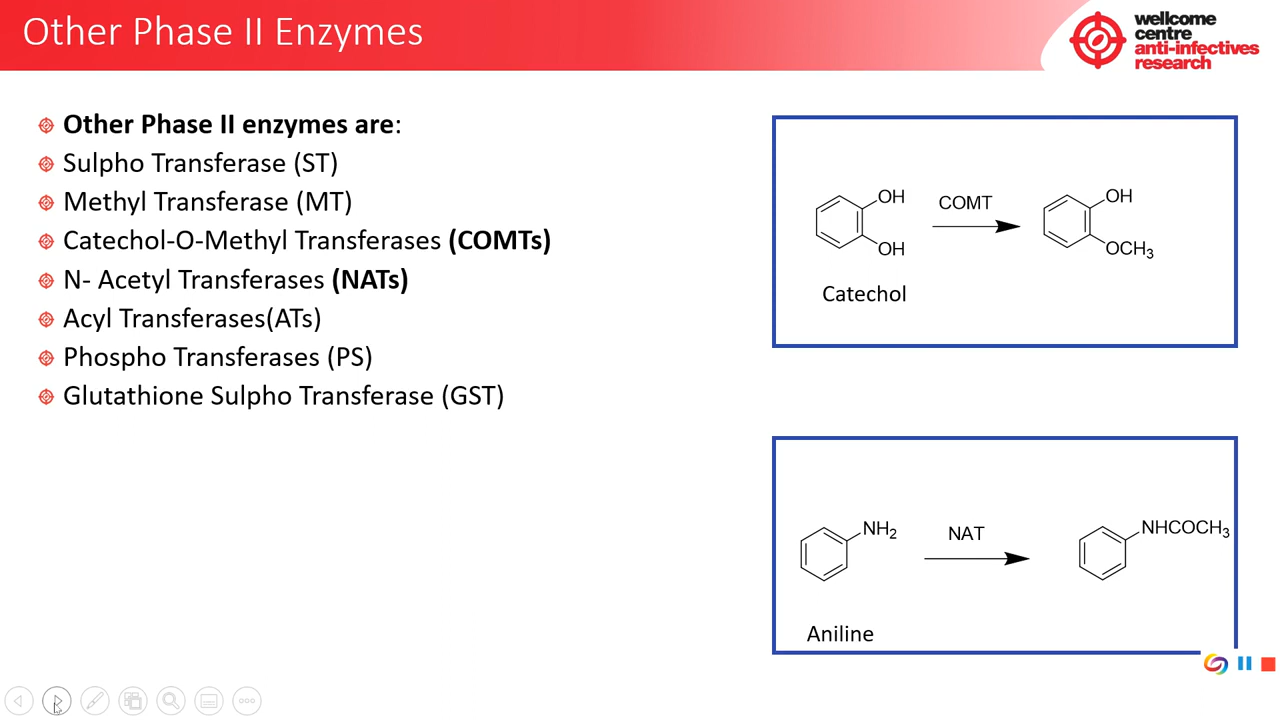 Other Phase II Enzymes
wellcome
centre
anti-infectives
research
Other Phase II enzymes are:
Sulpho Transferase (ST)
Methyl Transferase (MT)
Catechol-O-Methyl Transferases (COMTs)
N- Acetyl Transferases (NATs)
Acyl Transferases(ATs)
Phospho Transferases (PS)
Glutathione Sulpho Transferase (GST)
OH
OH
COMT
OH
OCH3
Catechol
NH2
NAT
NHCOCH3
Aniline